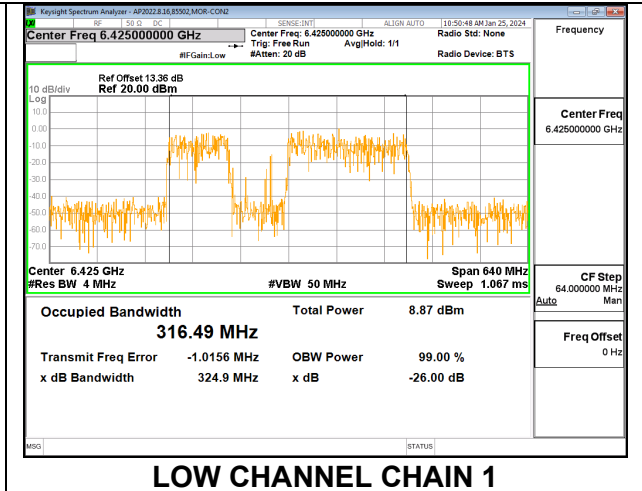 Keysight Spectrum Analyzer - AP2022.8.16,85502,MOR-CON2
RF 50 Ω DC SENSE:INT ALIGN AUTO 10:50:48 AM Jan 25, 2024
Center Freq 6.425000000 GHz Center Freq: 6.425000000 GHz Radio Std: None Frequency
Trig: Free Run Avg|Hold: 1/1
#IFGain:Low #Atten: 20 dB Radio Device: BTS
Ref Offset 13.36 dB
10 dB/div Ref 20.00 dBm
Log
10.0
0.00
-10.0
-20.0
-30.0
-40.0
-50.0
-60.0
-70.0
Center Freq
6.425000000 GHz
Center 6.425 GHz Span 640 MHz
#Res BW 4 MHz #VBW 50 MHz Sweep 1.067 ms
CF Step
64.000000 MHz
Auto Man
Occupied Bandwidth Total Power 8.87 dBm
316.49 MHz
Transmit Freq Error -1.0156 MHz OBW Power 99.00 %
x dB Bandwidth 324.9 MHz x dB -26.00 dB
Freq Offset
0 Hz
MSG STATUS
LOW CHANNEL CHAIN 1